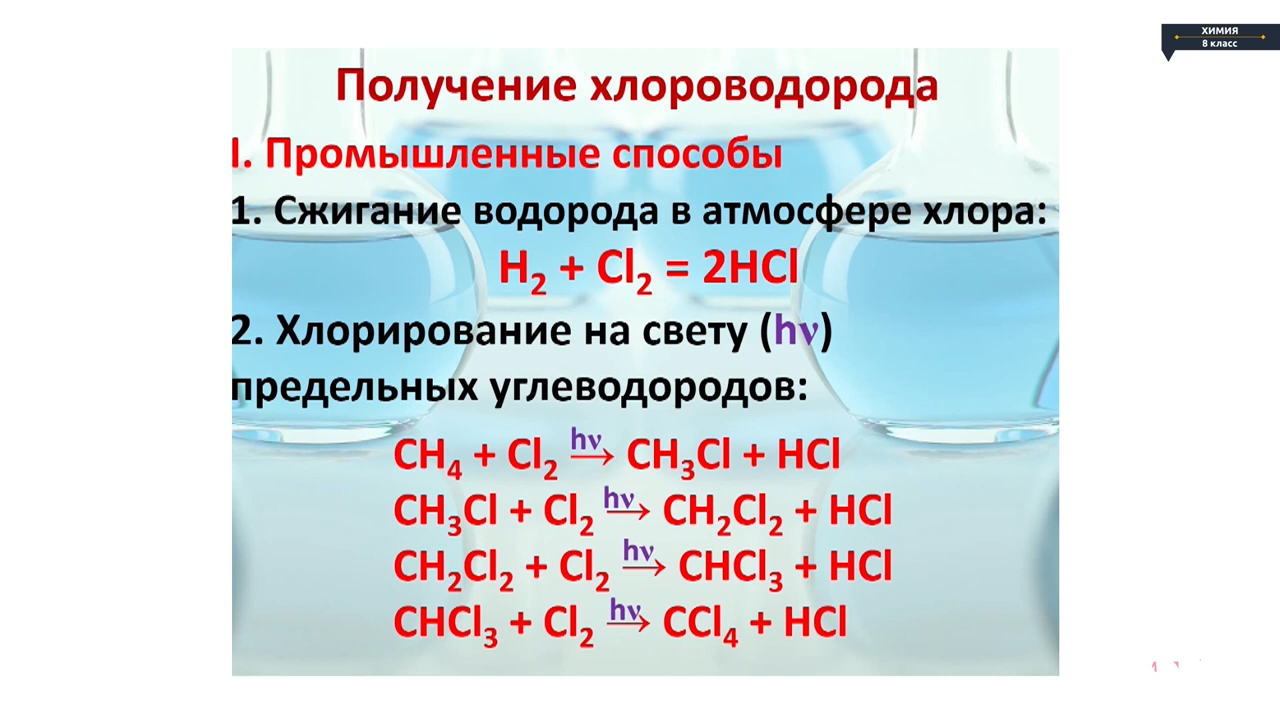 ХИМИЯ
8 класс
Получение хлороводорода
I. Промышленные способы
1. Сжигание водорода в атмосфере хлора:
H₂ + Cl₂ = 2HCl
2. Хлорирование на свету (hν)
предельных углеводородов:
CH₄ + Cl₂ hν→ CH₃Cl + HCl
CH₃Cl + Cl₂ hν→ CH₂Cl₂ + HCl
CH₂Cl₂ + Cl₂ hν→ CHCl₃ + HCl
CHCl₃ + Cl₂ hν→ CCl₄ + HCl